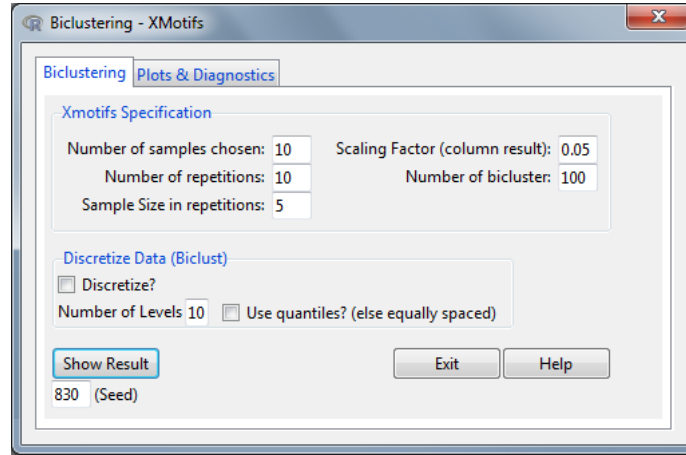 Biclustering - XMotifs
x
Biclustering Plots & Diagnostics
Xmotifs Specification
Number of samples chosen: 10 Scaling Factor (column result): 0.05
Number of repetitions: 10 Number of bicluster: 100
Sample Size in repetitions: 5
Discretize Data (Biclust)
Discretize?
Number of Levels 10 Use quantiles? (else equally spaced)
Show Result Exit Help
830 (Seed)